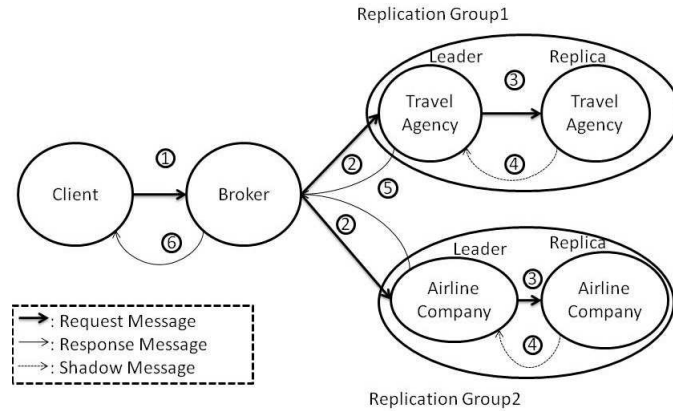 Replication Group1
Leader
Replica
③
Travel
Agency
Travel
Agency
①
②
④
Client
Broker
⑤
②
⑥
Leader
Replica
③
Airline
Company
Airline
Company
④
: Request Message
: Response Message
: Shadow Message
Replication Group2